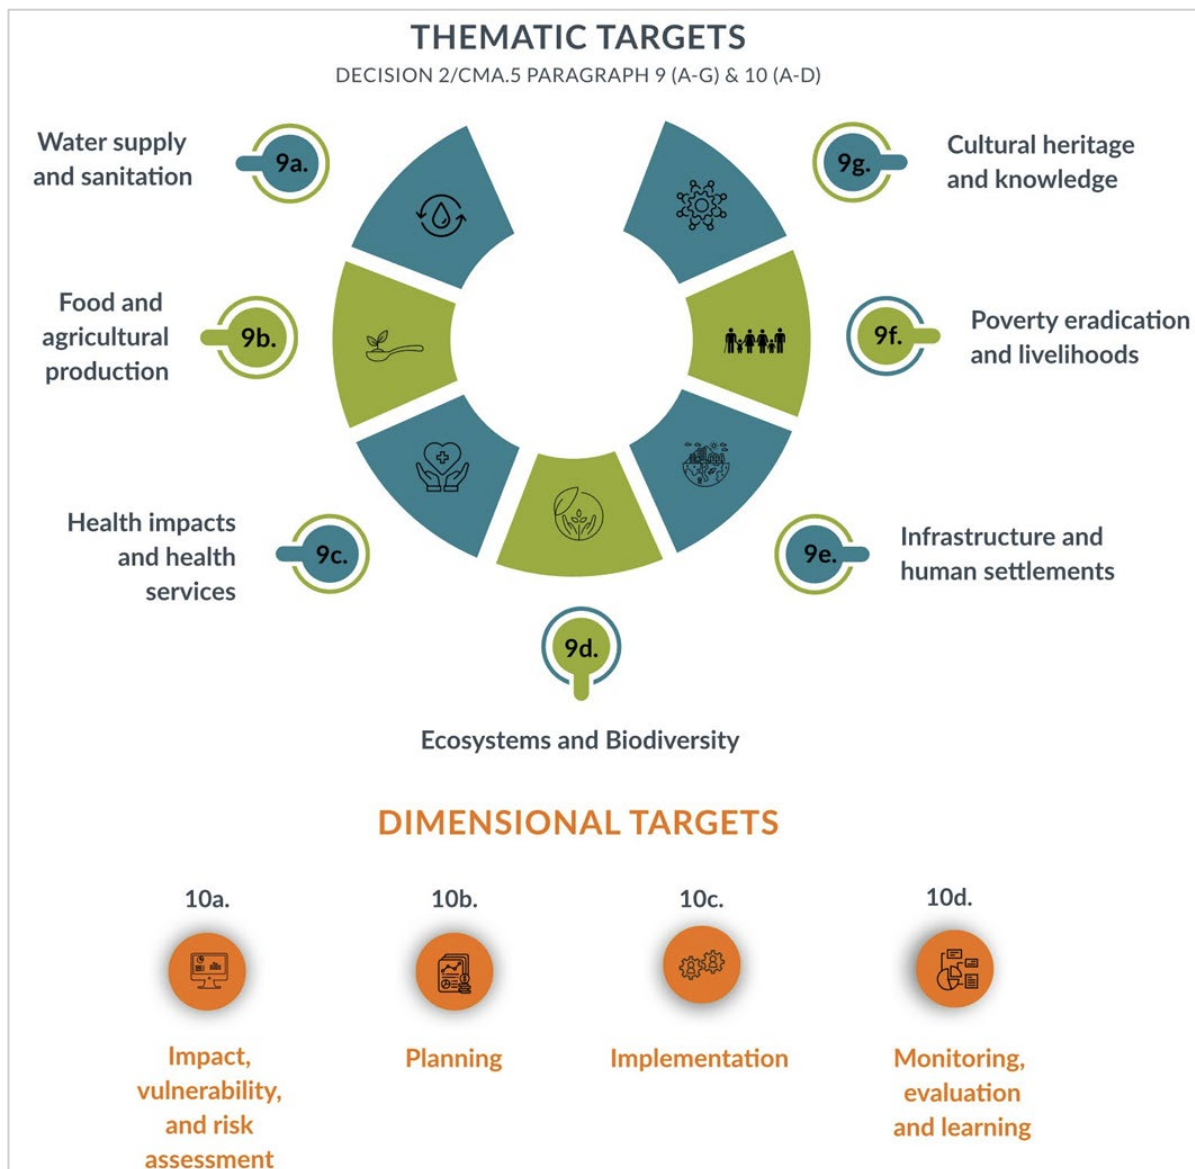 THEMATIC TARGETS
DECISION 2/CMA.5 PARAGRAPH 9 (A-G) & 10 (A-D)
Water supply
and sanitation
9a.
9g.
Cultural heritage
and knowledge
Food and
agricultural
production
9b.
9f.
Poverty eradication
and livelihoods
Health impacts
and health
services
9c.
9e.
Infrastructure and
human settlements
9d.
Ecosystems and Biodiversity
DIMENSIONAL TARGETS
10a.
10b.
10c.
10d.
Impact,
vulnerability,
and risk
assessment
Planning
Implementation
Monitoring,
evaluation
and learning